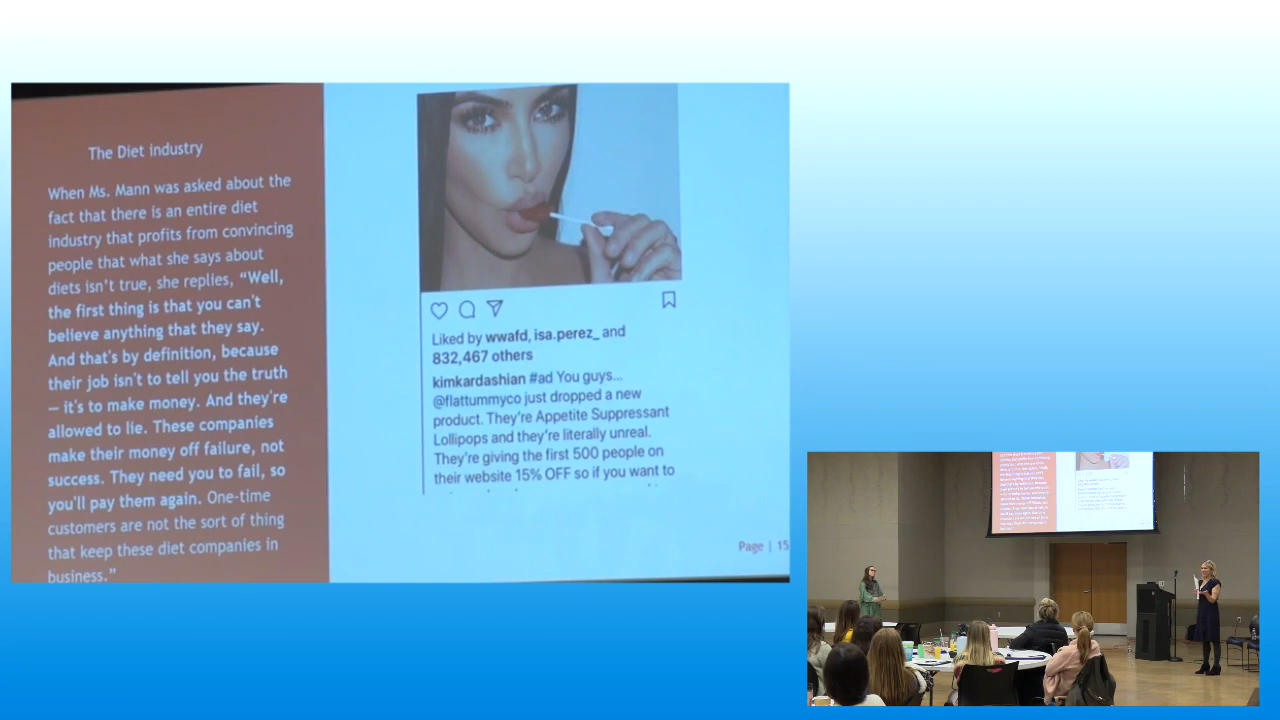 The Diet industry
When Ms. Mann was asked about the
fact that there is an entire diet
industry that profits from convincing
people that what she says about
diets isn't true, she replies, “Well,
the first thing is that you can't
believe anything that they say.
And that's by definition, because
their job isn't to tell you the truth
— it's to make money. And they're
allowed to lie. These companies
make their money off failure, not
success. They need you to fail, so
you'll pay them again. One-time
customers are not the sort of thing
that keep these diet companies in
business.”
Liked by wwafd, isa.perez_ and
832,467 others
kimkardashian #ad You guys...
@flattummyco just dropped a new
product. They're Appetite Suppressant
Lollipops and they're literally unreal.
They're giving the first 500 people on
their website 15% OFF so if you want to
Page | 15